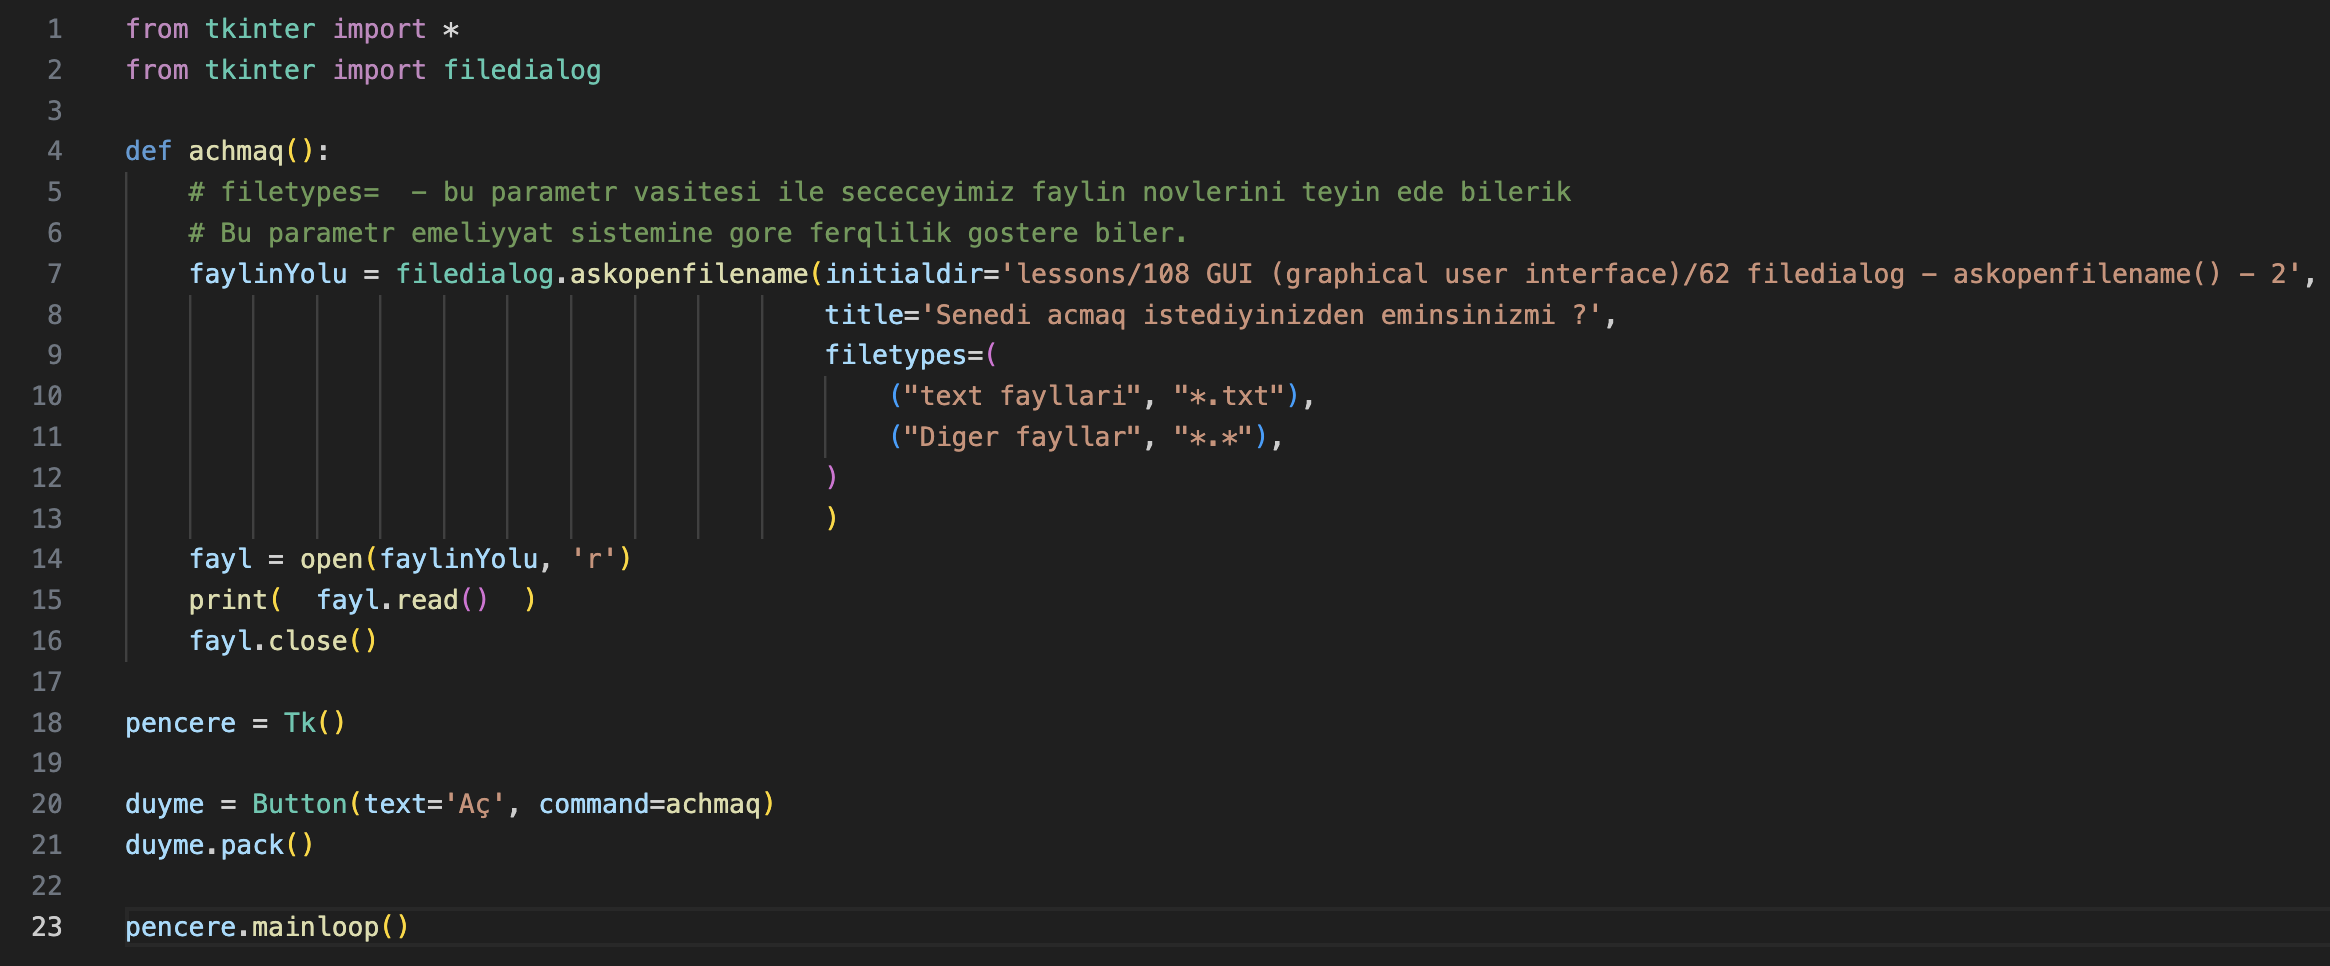 1 from tkinter import *
2 from tkinter import filedialog
3
4 def achmaq():
5     # filetypes=  - bu parametr vasitesi ile sececeyimiz faylin novlerini teyin ede bilerik
6     # Bu parametr emeliyyat sistemine gore ferqlilik gostere biler.
7     faylinYolu = filedialog.askopenfilename(initialdir='lessons/108 GUI (graphical user interface)/62 filedialog - askopenfilename() - 2',
8                                             title='Senedi acmaq istediyinizden eminsinizmi ?',
9                                             filetypes=(
10                                                ("text fayllari", "*.txt"),
11                                                ("Diger fayllar", "*.*"),
12                                            )
13                                            )
14    fayl = open(faylinYolu, 'r')
15    print(  fayl.read()  )
16    fayl.close()
17
18 pencere = Tk()
19
20 duyme = Button(text='Aç', command=achmaq)
21 duyme.pack()
22
23 pencere.mainloop()